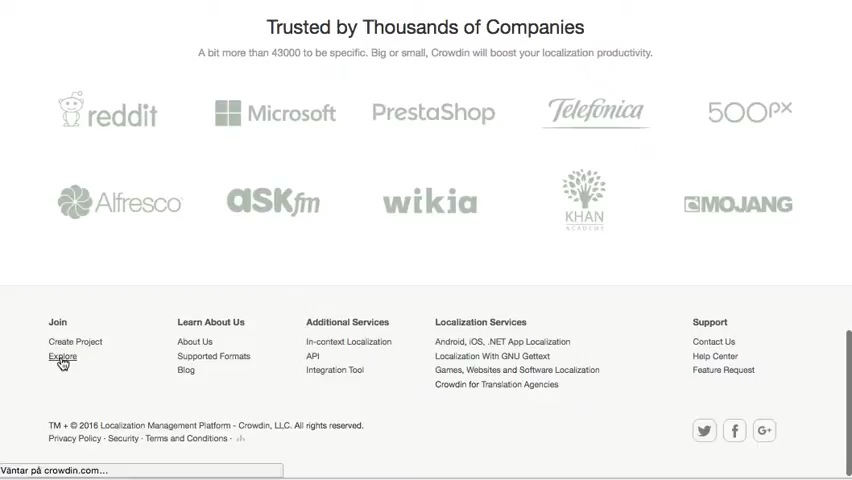 Trusted by Thousands of Companies
A bit more than 43000 to be specific. Big or small, Crowdin will boost your localization productivity.
reddit Microsoft PrestaShop Telefónica 500px
Alfresco ASKfm wikia KHAN ACADEMY MOJANG
Join Learn About Us Additional Services Localization Services Support
Create Project About Us In-context Localization Android, iOS, .NET App Localization Contact Us
Explore Supported Formats API Localization With GNU Gettext Help Center
Blog Integration Tool Games, Websites and Software Localization Feature Request
Crowdin for Translation Agencies
TM + © 2016 Localization Management Platform - Crowdin, LLC. All rights reserved.
Privacy Policy · Security · Terms and Conditions ·
G+
Väntar på crowdin.com...